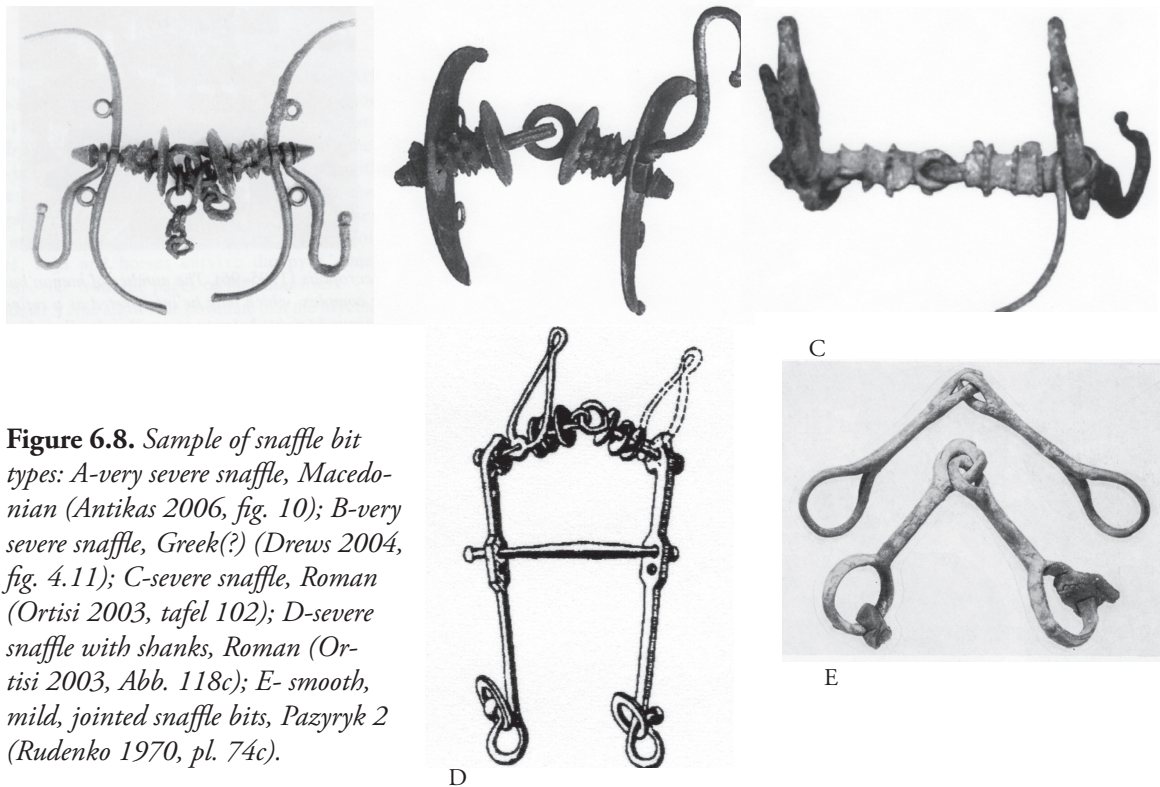 C
Figure 6.8. Sample of snaffle bit
types: A-very severe snaffle, Macedo-
nian (Antikas 2006, fig. 10); B-very
severe snaffle, Greek(?) (Drews 2004,
fig. 4.11); C-severe snaffle, Roman
(Ortisi 2003, tafel 102); D-severe
snaffle with shanks, Roman (Or-
tisi 2003, Abb. 118c); E- smooth,
mild, jointed snaffle bits, Pazyryk 2
(Rudenko 1970, pl. 74c).
E
D